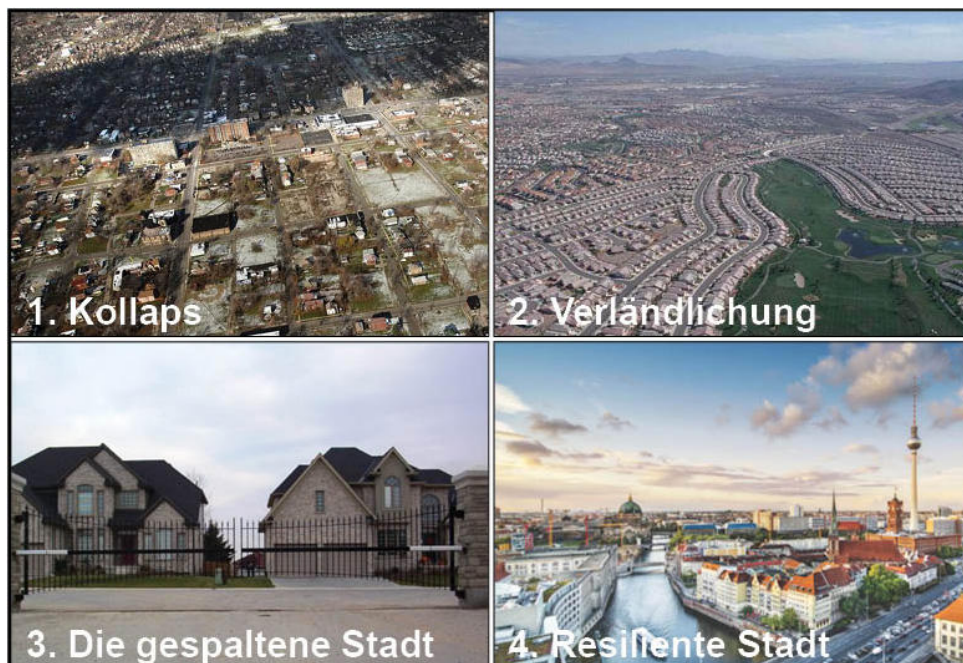 1. Kollaps
2. Verländlichung
3. Die gespaltene Stadt
4. Resiliente Stadt